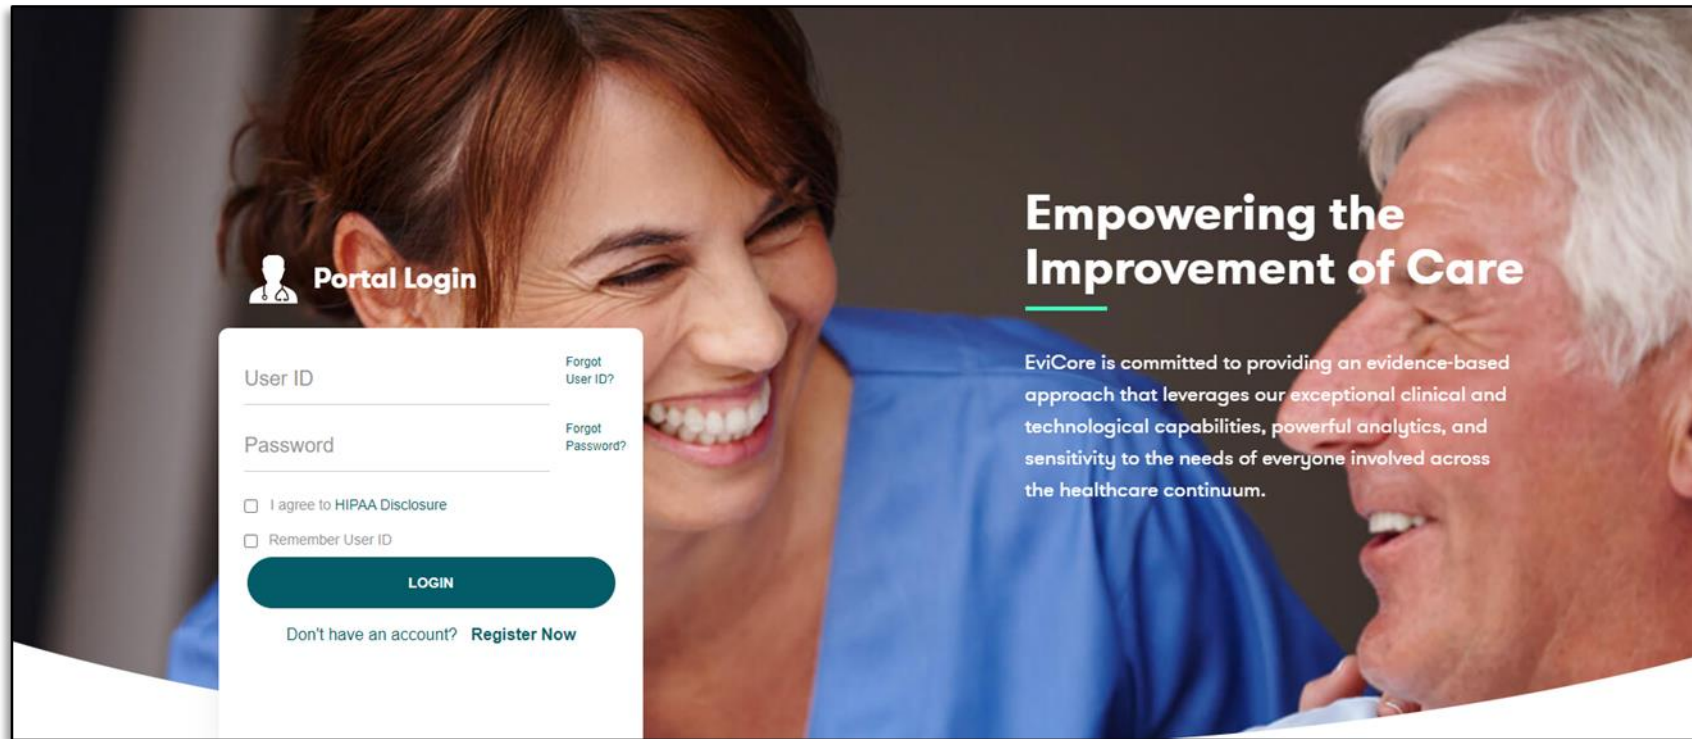 Portal Login
User ID
Forgot
User ID?
Password
Forgot
Password?
I agree to HIPAA Disclosure
Remember User ID
LOGIN
Don't have an account? Register Now
Empowering the
Improvement of Care
EviCore is committed to providing an evidence-based
approach that leverages our exceptional clinical and
technological capabilities, powerful analytics, and
sensitivity to the needs of everyone involved across
the healthcare continuum.